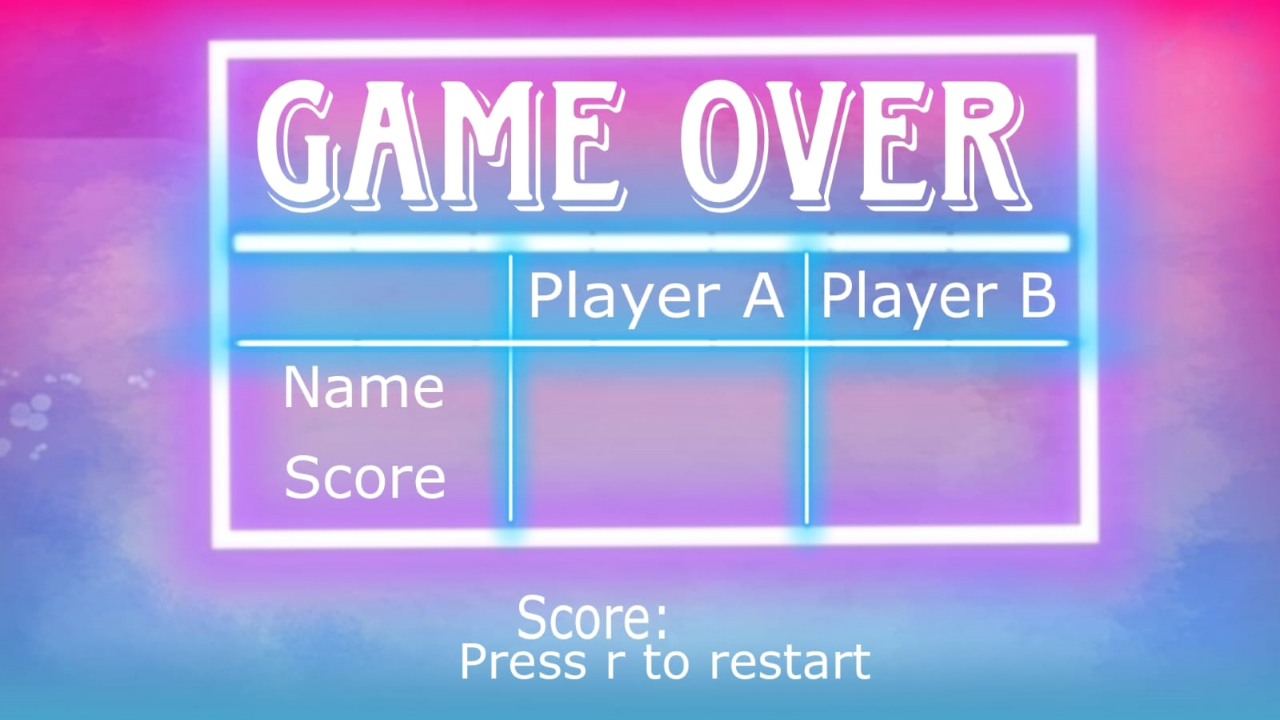 GAME OVER
Player A Player B
Name
Score
Score:
Press r to restart